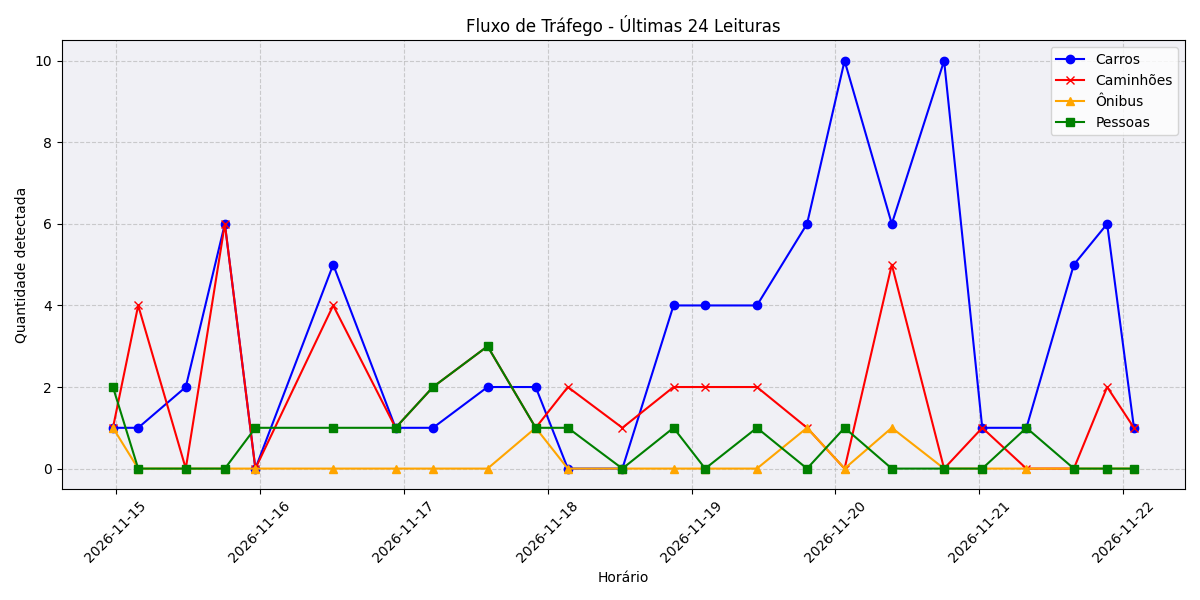 Fluxo de Tráfego - Últimas 24 Leituras
Carros
Caminhões
Ônibus
Pessoas
Quantidade detectada
10
8
6
4
2
0
2026-11-15
2026-11-16
2026-11-17
2026-11-18
2026-11-19
2026-11-20
2026-11-21
2026-11-22
Horário